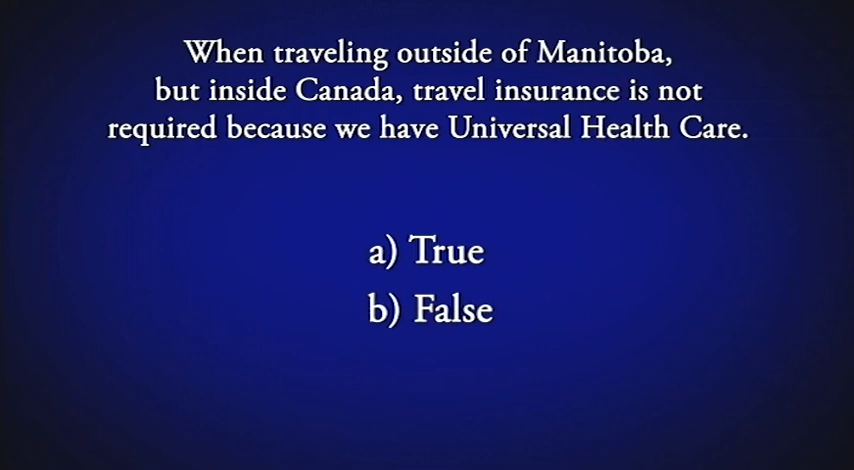 When traveling outside of Manitoba,
but inside Canada, travel insurance is not
required because we have Universal Health Care.
a) True
b) False